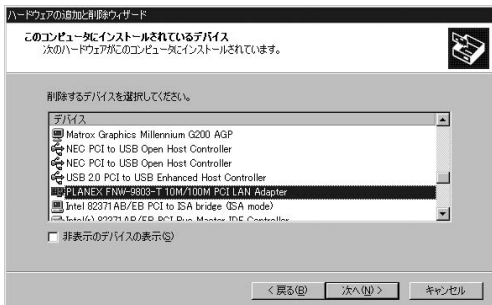 ハードウェアの追加と削除ウィザード
このコンピュータにインストールされているデバイス
次のハードウェアがこのコンピュータにインストールされています。
削除するデバイスを選択してください。
デバイス
Matrox Graphics Millennium G200 AGP
NEC PCI to USB Open Host Controller
NEC PCI to USB Open Host Controller
USB 2.0 PCI to USB Enhanced Host Controller
PLANEX FNW-9803-T 10M/100M PCI LAN Adapter
Intel 82371AB/EB PCI to ISA bridge (ISA mode)
Intel(r) 82371AB/EB PCI Bus Master IDE Controller
非表示のデバイスの表示(S)
< 戻る(B)
次へ(N) >
キャンセル